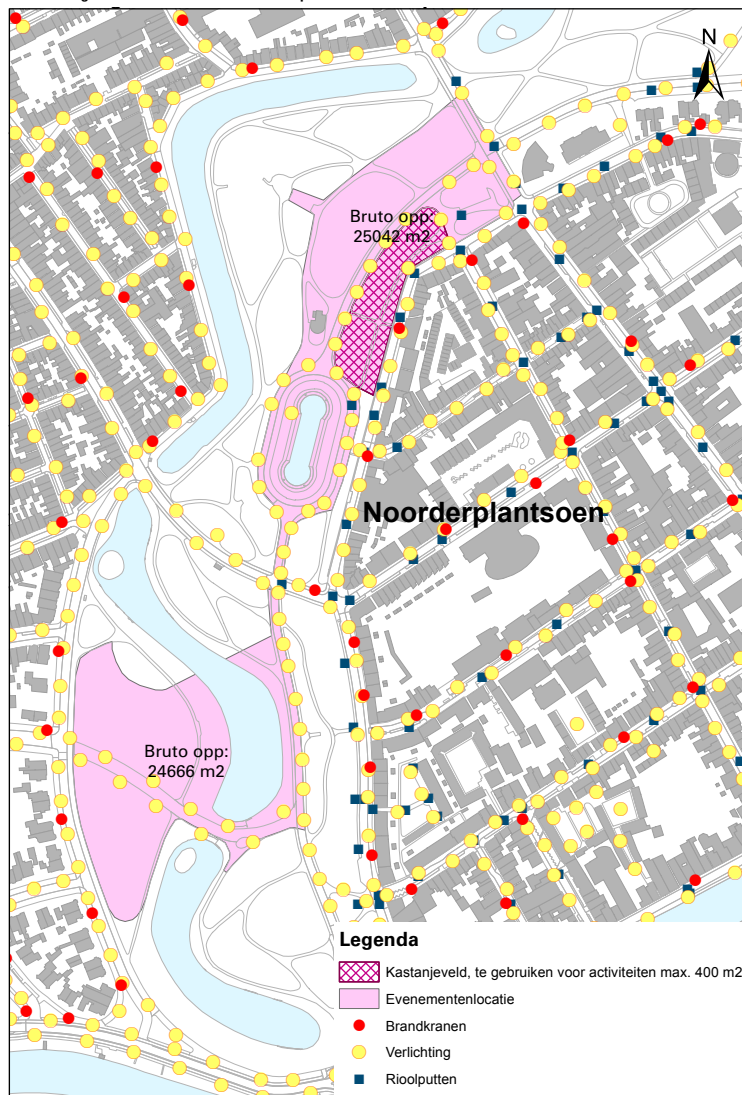 N
Bruto opp:
25042 m2
Noorderplantsoen
Bruto opp:
24666 m2
Legenda
Kastanjeveld, te gebruiken voor activiteiten max. 400 m2
Evenementenlocatie
Brandkranen
Verlichting
Rioolputten